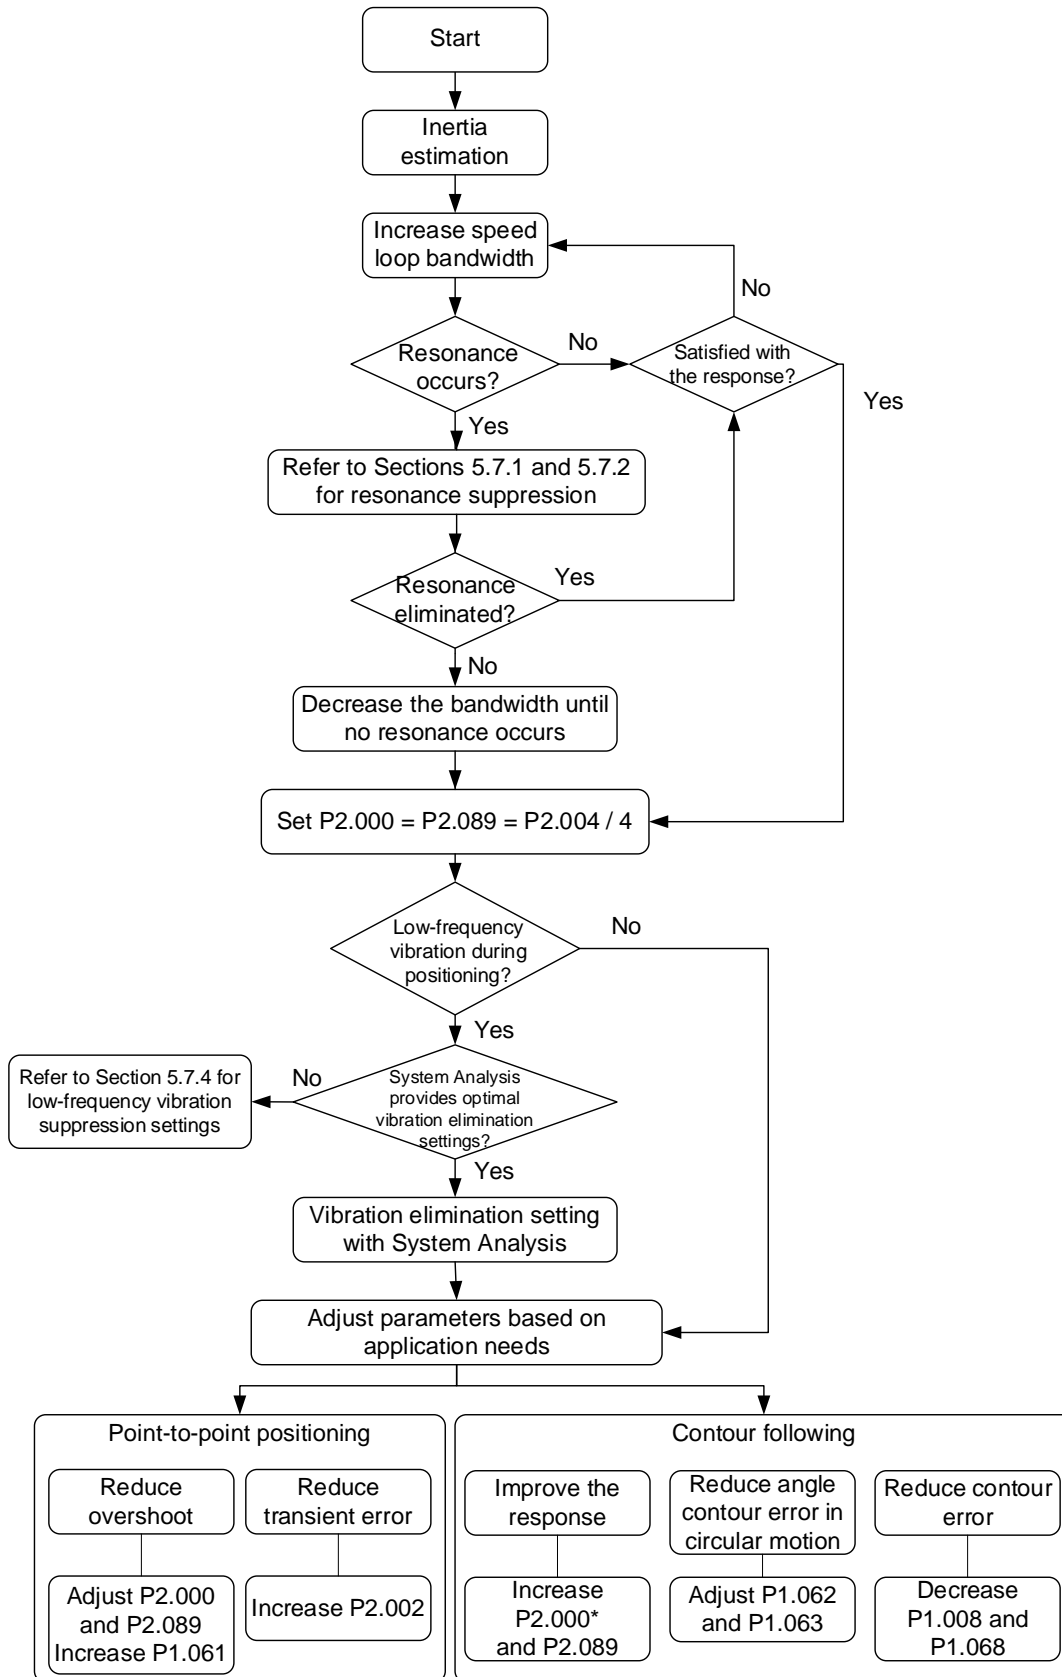 Start
Inertia
estimation
Increase speed
loop bandwidth
No
Resonance
occurs?
No
Satisfied with
the response?
Yes
Yes
Refer to Sections 5.7.1 and 5.7.2
for resonance suppression
Resonance
eliminated?
Yes
No
Decrease the bandwidth until
no resonance occurs
Set P2.000 = P2.089 = P2.004 / 4
Low-frequency
vibration during
positioning?
No
Yes
System Analysis
provides optimal
vibration elimination
settings?
No
Refer to Section 5.7.4 for
low-frequency vibration
suppression settings
Yes
Vibration elimination setting
with System Analysis
Adjust parameters based on
application needs
Point-to-point positioning
Reduce
overshoot
Reduce
transient error
Adjust P2.000
and P2.089
Increase P1.061
Increase P2.002
Contour following
Improve the
response
Reduce angle
contour error in
circular motion
Reduce contour
error
Increase
P2.000*
and P2.089
Adjust P1.062
and P1.063
Decrease
P1.008 and
P1.068